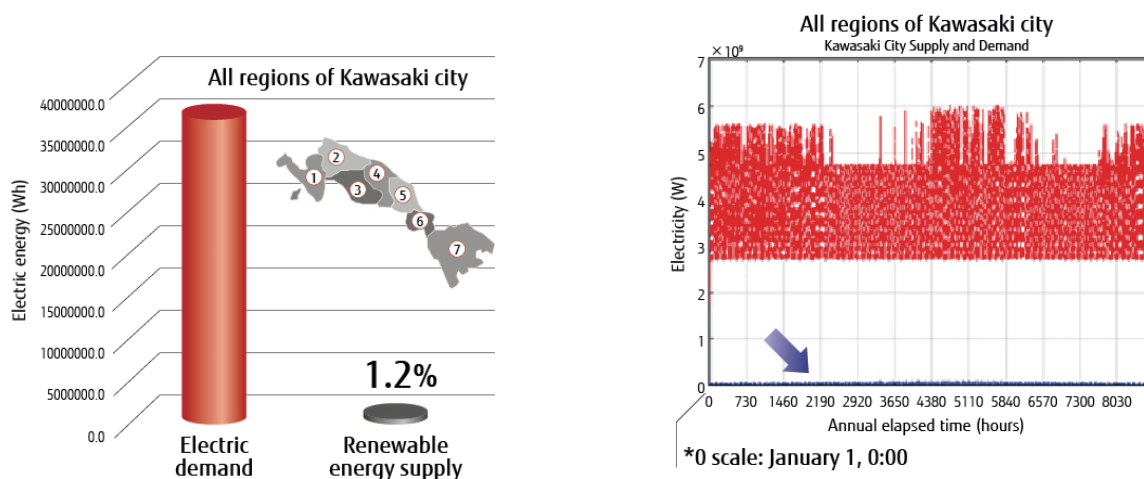 All regions of Kawasaki city
Electric energy (Wh)
40000000.0
35000000.0
30000000.0
25000000.0
20000000.0
15000000.0
10000000.0
5000000.0
0.0
1
2
3
4
5
6
7
1.2%
Electric
demand
Renewable
energy supply
All regions of Kawasaki city
Kawasaki City Supply and Demand
× 10⁹
Electricity (W)
7
6
5
4
3
2
1
0
0 730 1460 2190 2920 3650 4380 5110 5840 6570 7300 8030
Annual elapsed time (hours)
*0 scale: January 1, 0:00